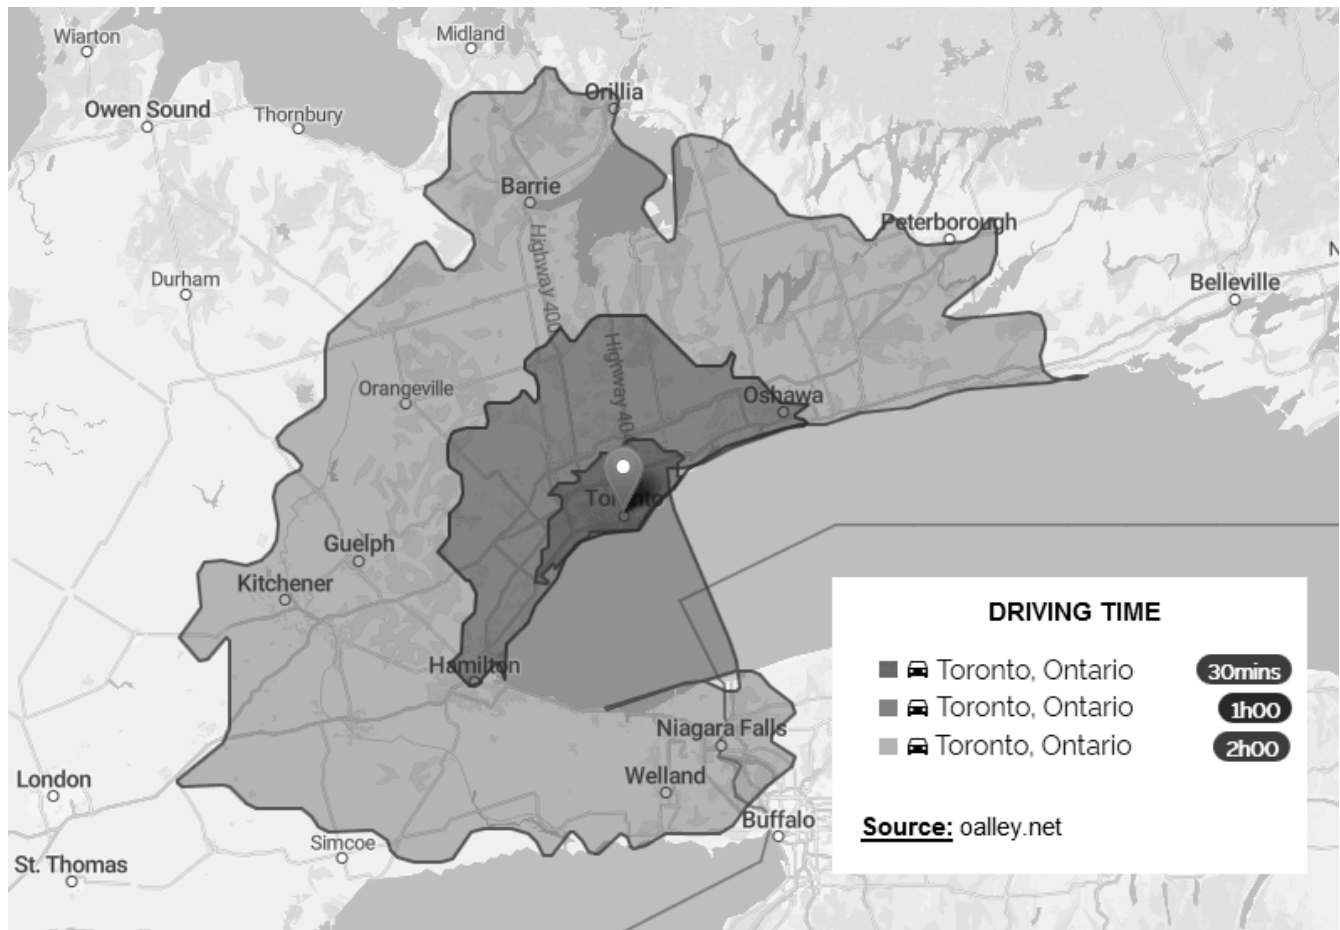 Wiarton
Midland
Orillia
Owen Sound
Thornbury
Barrie
Peterborough
Highway 400
Durham
Belleville
N
Highway 40
Orangeville
Oshawa
Toronto
Guelph
Kitchener
Hamilton
Niagara Falls
Welland
London
Buffalo
Simcoe
St. Thomas
DRIVING TIME
Toronto, Ontario 30mins
Toronto, Ontario 1h00
Toronto, Ontario 2h00
Source: oalley.net